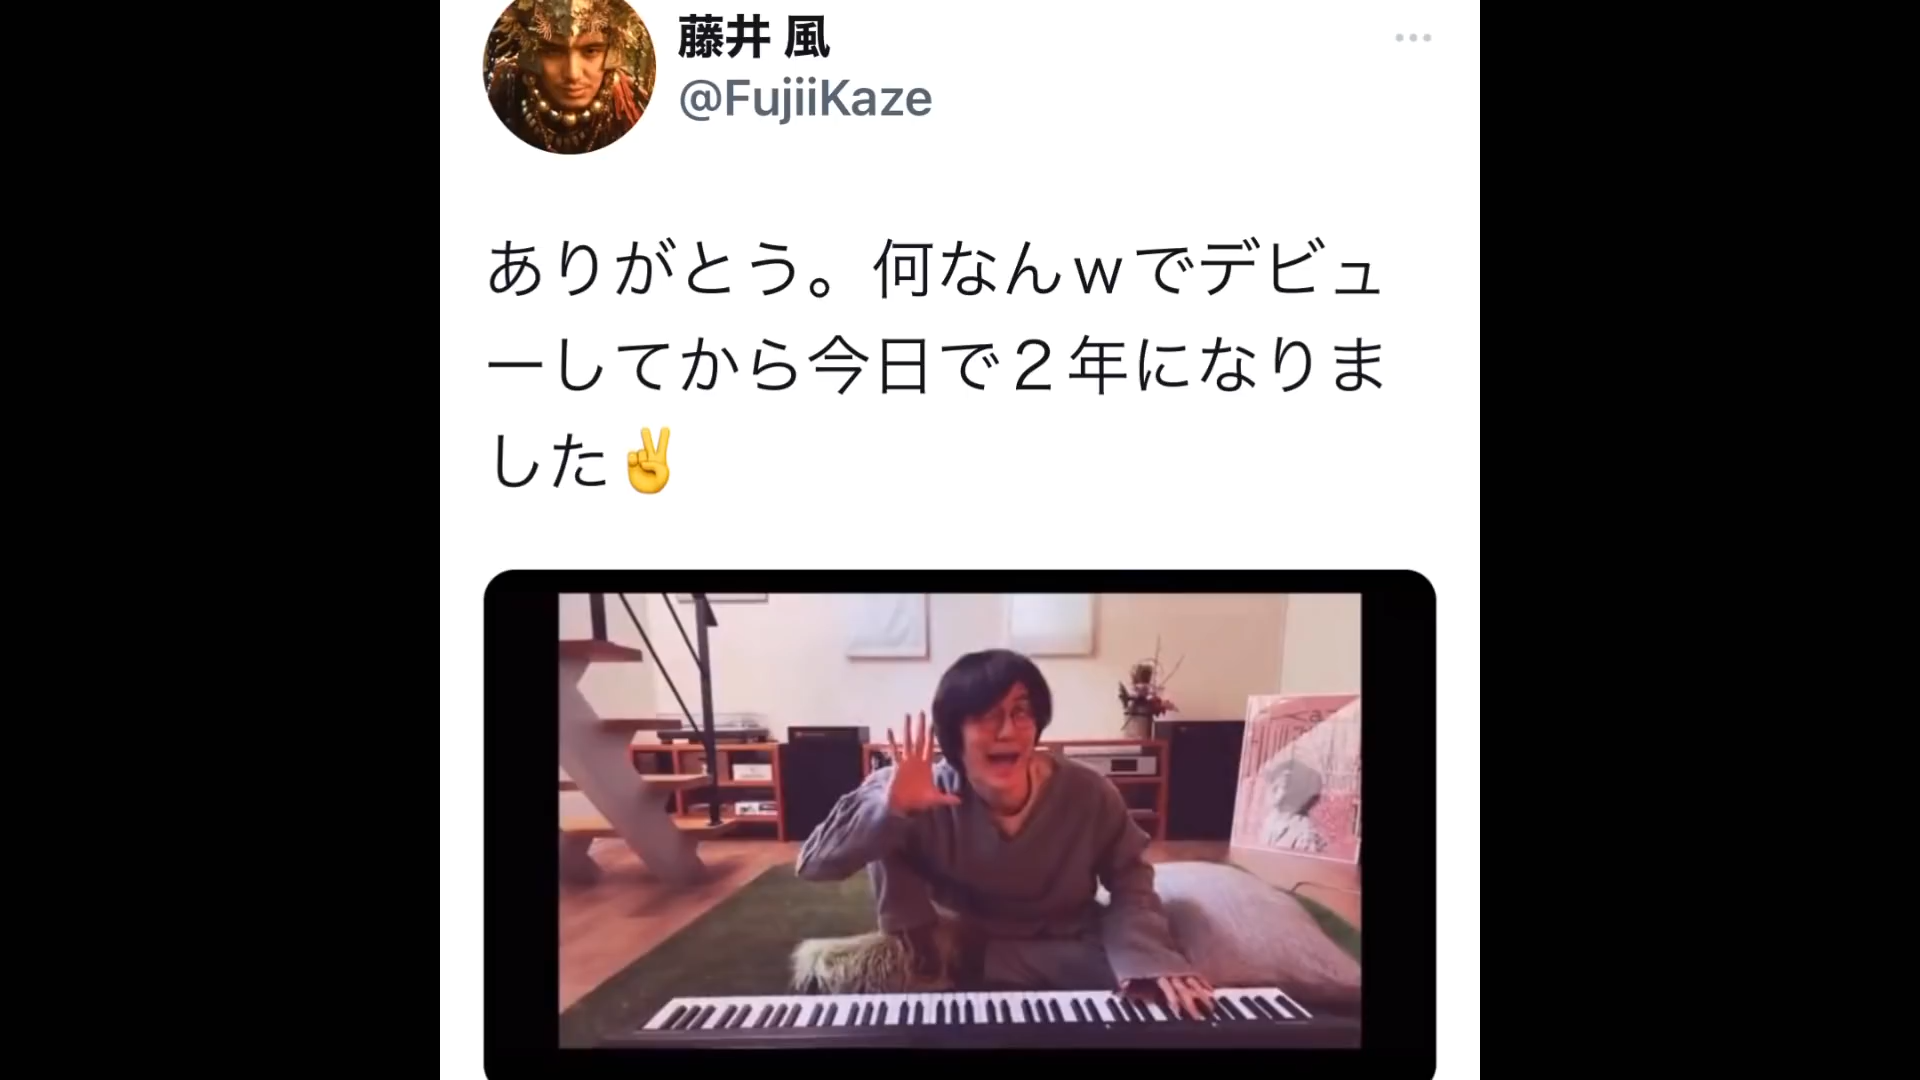 藤井 風
@FujiiKaze
ありがとう。何なんｗでデビュ
ーしてから今日で２年になりま
した✌️